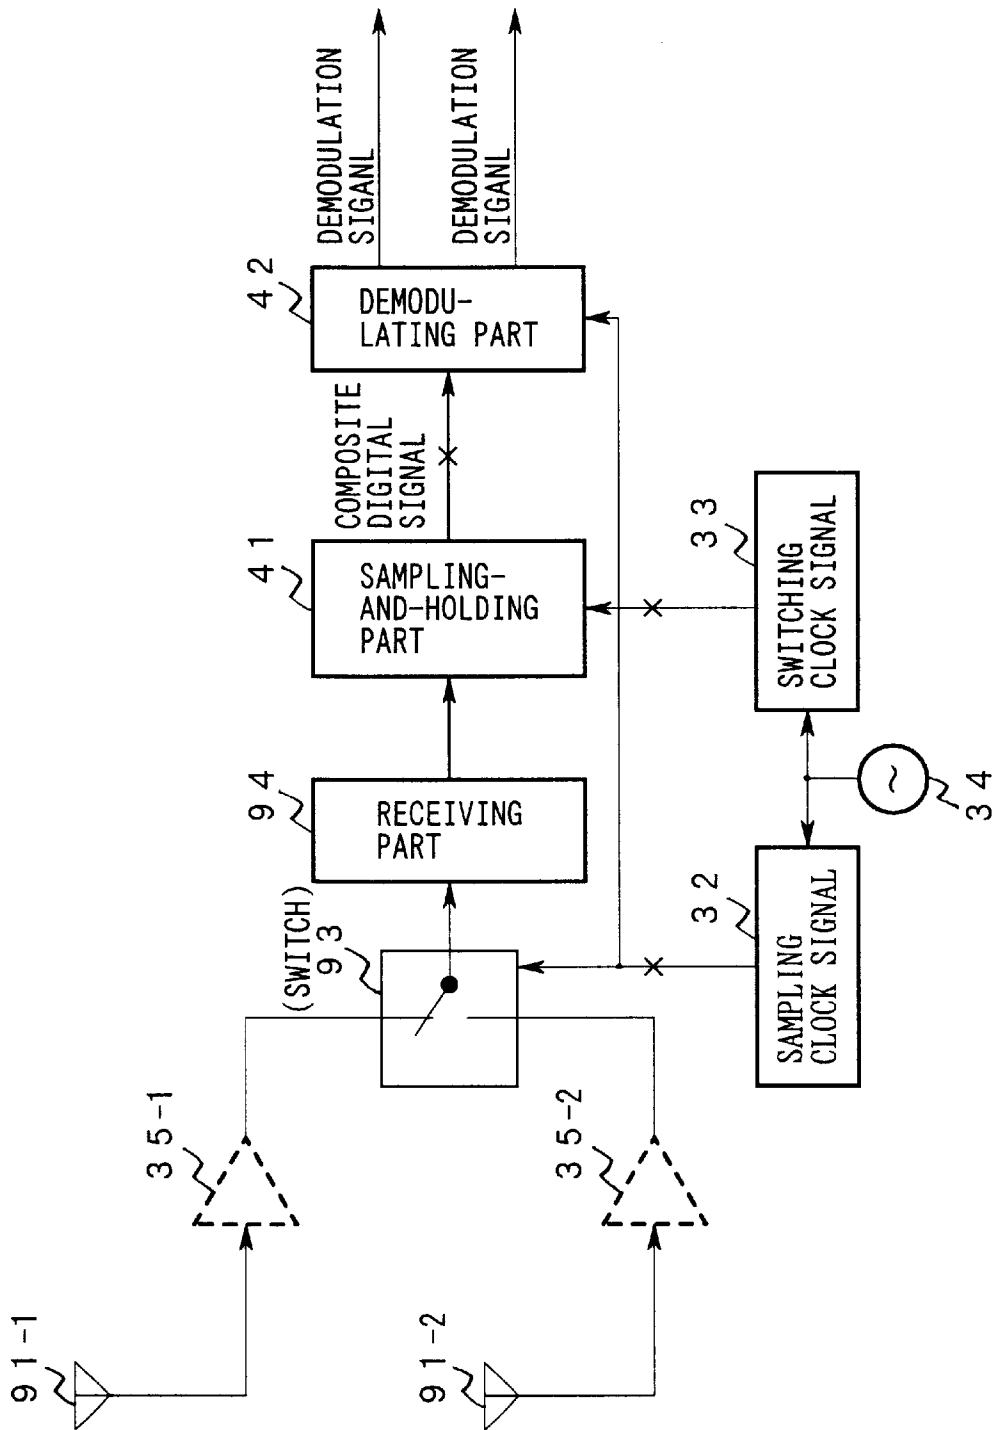 91-1
91-2
35-1
35-2
(SWITCH)
93
94
RECEIVING
PART
41
SAMPLING-
AND-HOLDING
PART
COMPOSITE
DIGITAL
SIGNAL
42
DEMODU-
LATING PART
DEMODULATION
SIGANL
DEMODULATION
SIGANL
32
SAMPLING
CLOCK SIGNAL
34
~
33
SWITCHING
CLOCK SIGNAL